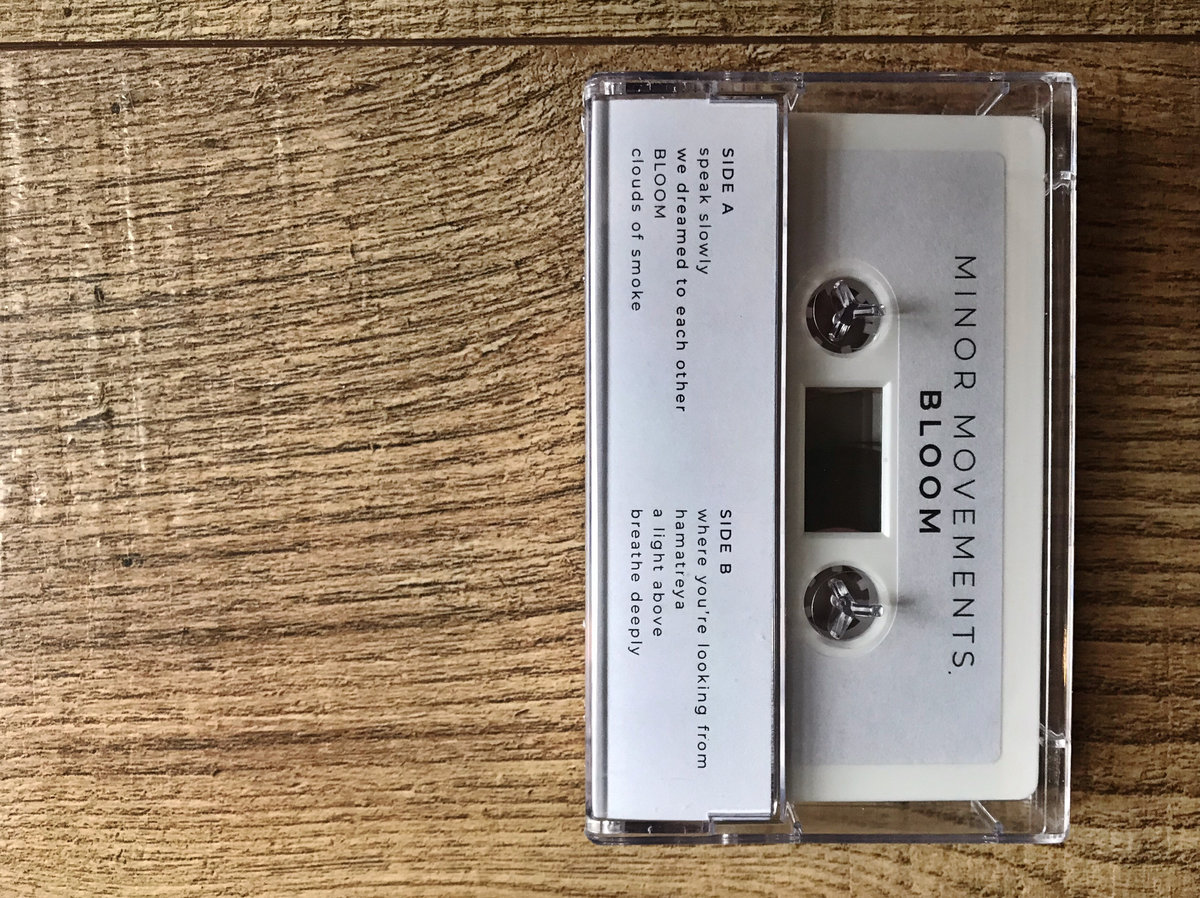 MINOR MOVEMENTS.
BLOOM
SIDE A
speak slowly
we dreamed to each other
BLOOM
clouds of smoke
SIDE B
where you're looking from
hamatreya
a light above
breathe deeply